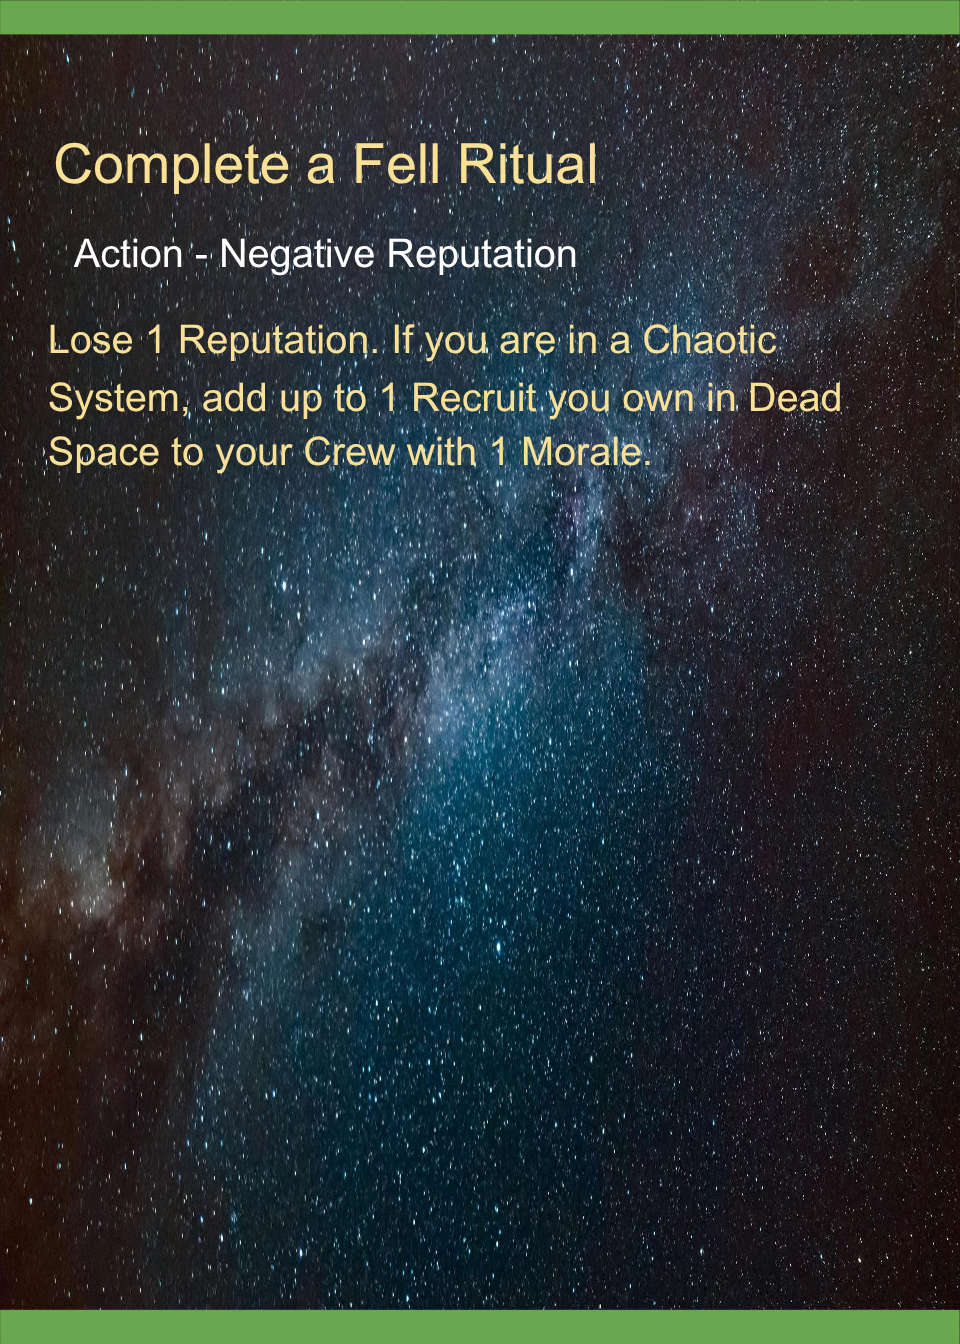 Complete a Fell Ritual
Action - Negative Reputation
Lose 1 Reputation. If you are in a Chaotic
System, add up to 1 Recruit you own in Dead
Space to your Crew with 1 Morale.